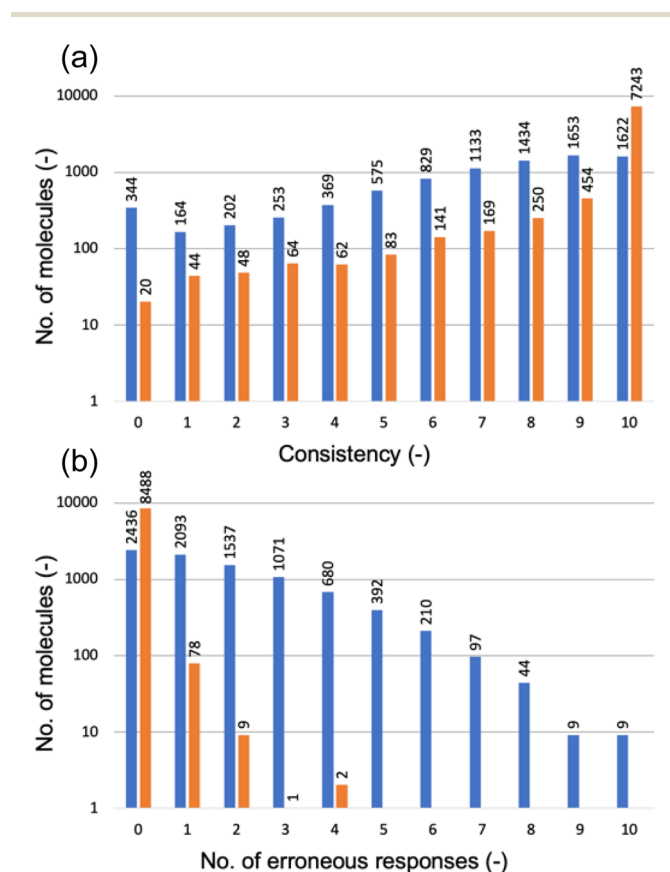 (a)
No. of molecules (-)
10000
1000
100
10
1
344 20 164 44 202 48 253 64 369 62 575 83 829 141 1133 169 1434 250 1653 454 1622 7243
0 1 2 3 4 5 6 7 8 9 10
Consistency (-)
(b)
No. of molecules (-)
10000
1000
100
10
1
2436 8488 2093 78 1537 9 1071 1 680 2 392 210 97 44 9 9
0 1 2 3 4 5 6 7 8 9 10
No. of erroneous responses (-)